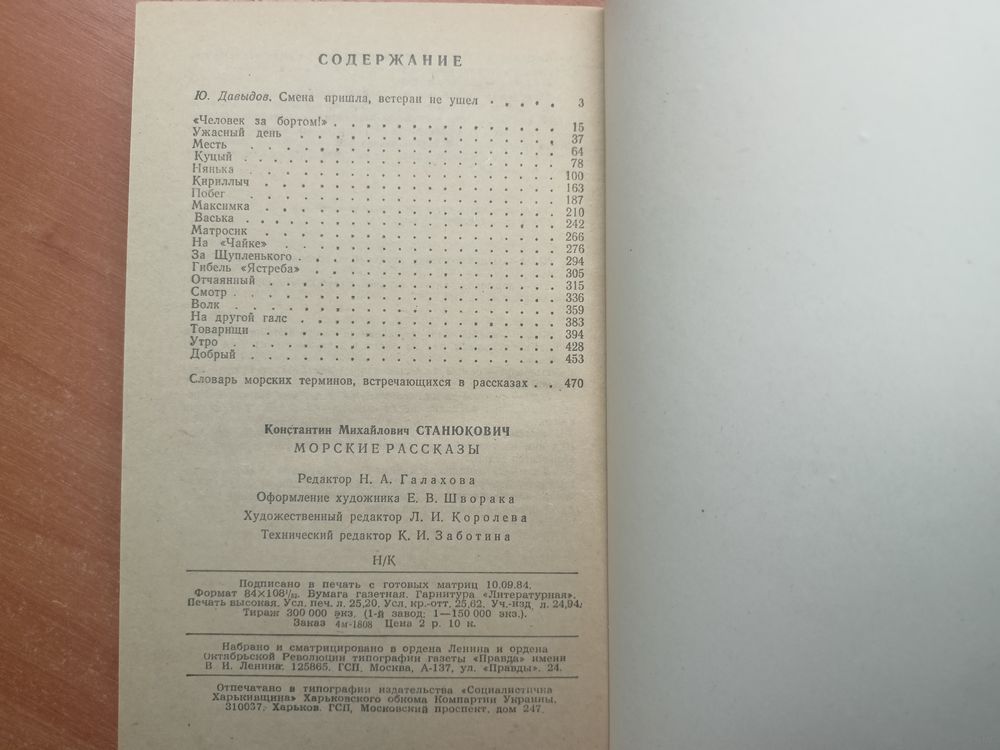 СОДЕРЖАНИЕ
Ю. Давыдов. Смена пришла, ветеран не ушел . . . . . 3
«Человек за бортом!» . . . . . . . . . . . . . 15
Ужасный день . . . . . . . . . . . . . 37
Месть . . . . . . . . . . . . . 64
Куцый . . . . . . . . . . . . . 78
Нянька . . . . . . . . . . . . . 100
Кириллыч . . . . . . . . . . . . . 163
Побег . . . . . . . . . . . . . 187
Максимка . . . . . . . . . . . . . 210
Васька . . . . . . . . . . . . . 242
Матросик . . . . . . . . . . . . . 266
На «Чайке» . . . . . . . . . . . . . 276
За Щупленького . . . . . . . . . . . . . 294
Гибель «Ястреба» . . . . . . . . . . . . . 305
Отчаянный . . . . . . . . . . . . . 315
Смотр . . . . . . . . . . . . . 336
Волк . . . . . . . . . . . . . 359
На другой галс . . . . . . . . . . . . . 383
Товарищи . . . . . . . . . . . . . 394
Утро . . . . . . . . . . . . . 428
Добрый . . . . . . . . . . . . . 453
Словарь морских терминов, встречающихся в рассказах . . 470
Константин Михайлович СТАНЮКОВИЧ
МОРСКИЕ РАССКАЗЫ
Редактор Н. А. Галахова
Оформление художника Е. В. Шворака
Художественный редактор Л. И. Королева
Технический редактор К. И. Заботина
Н/К
Подписано в печать с готовых матриц 10.09.84.
Формат 84×108¹/₃₂. Бумага газетная. Гарнитура «Литературная».
Печать высокая. Усл. печ. л. 25,20. Усл. кр.-отт. 25,62. Уч.-изд. л. 24,94.
Тираж 300 000 экз. (1-й завод: 1—150 000 экз.).
Заказ 4м-1808 Цена 2 р. 10 к.
Набрано и сматрицировано в ордена Ленина и ордена
Октябрьской Революции типографии газеты «Правда» имени
В. И. Ленина. 125865. ГСП, Москва, А-137, ул. «Правды». 24.
Отпечатано в типографии издательства «Социалистична
Харькивщина» Харьковского обкома Компартии Украины,
310037, Харьков. ГСП, Московский проспект, дом 247.